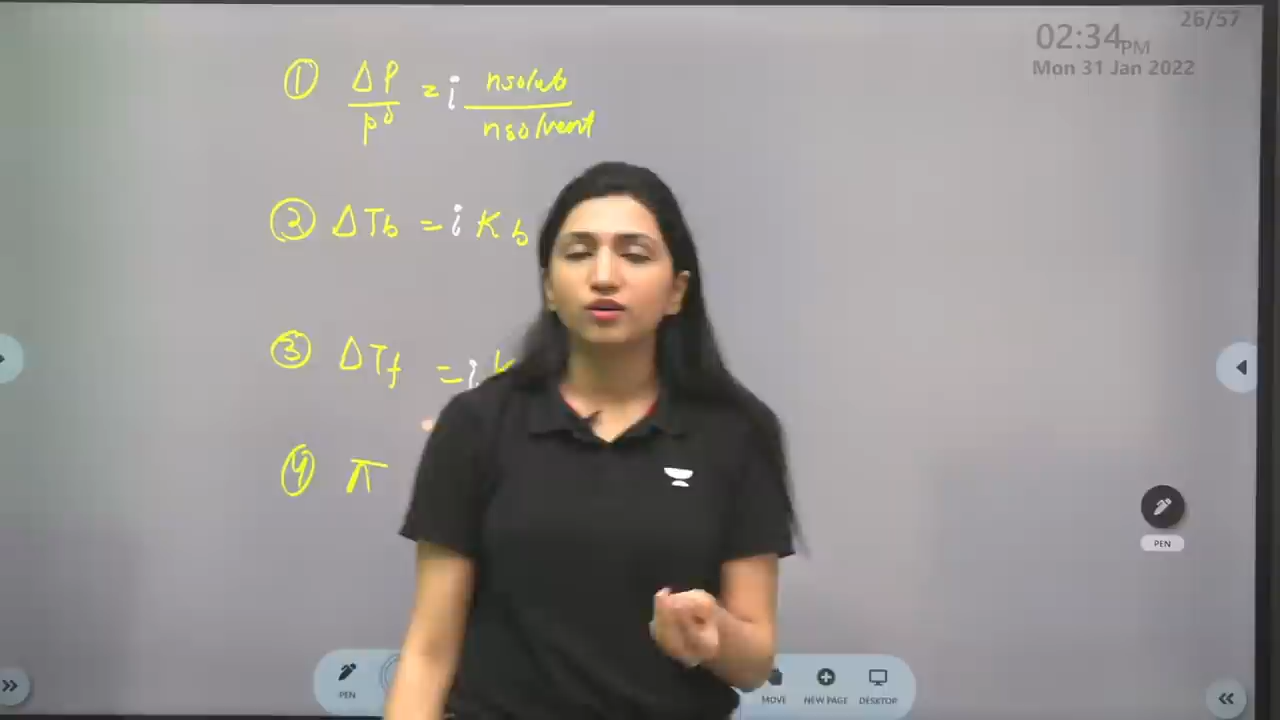 26/57
02:34PM
Mon 31 Jan 2022
① ΔP/p⁰ = i nsolute/nsolvent
② ΔTb = i Kb
③ ΔTf = i K
④ π
PEN
PEN
MOVE
NEW PAGE
DESKTOP